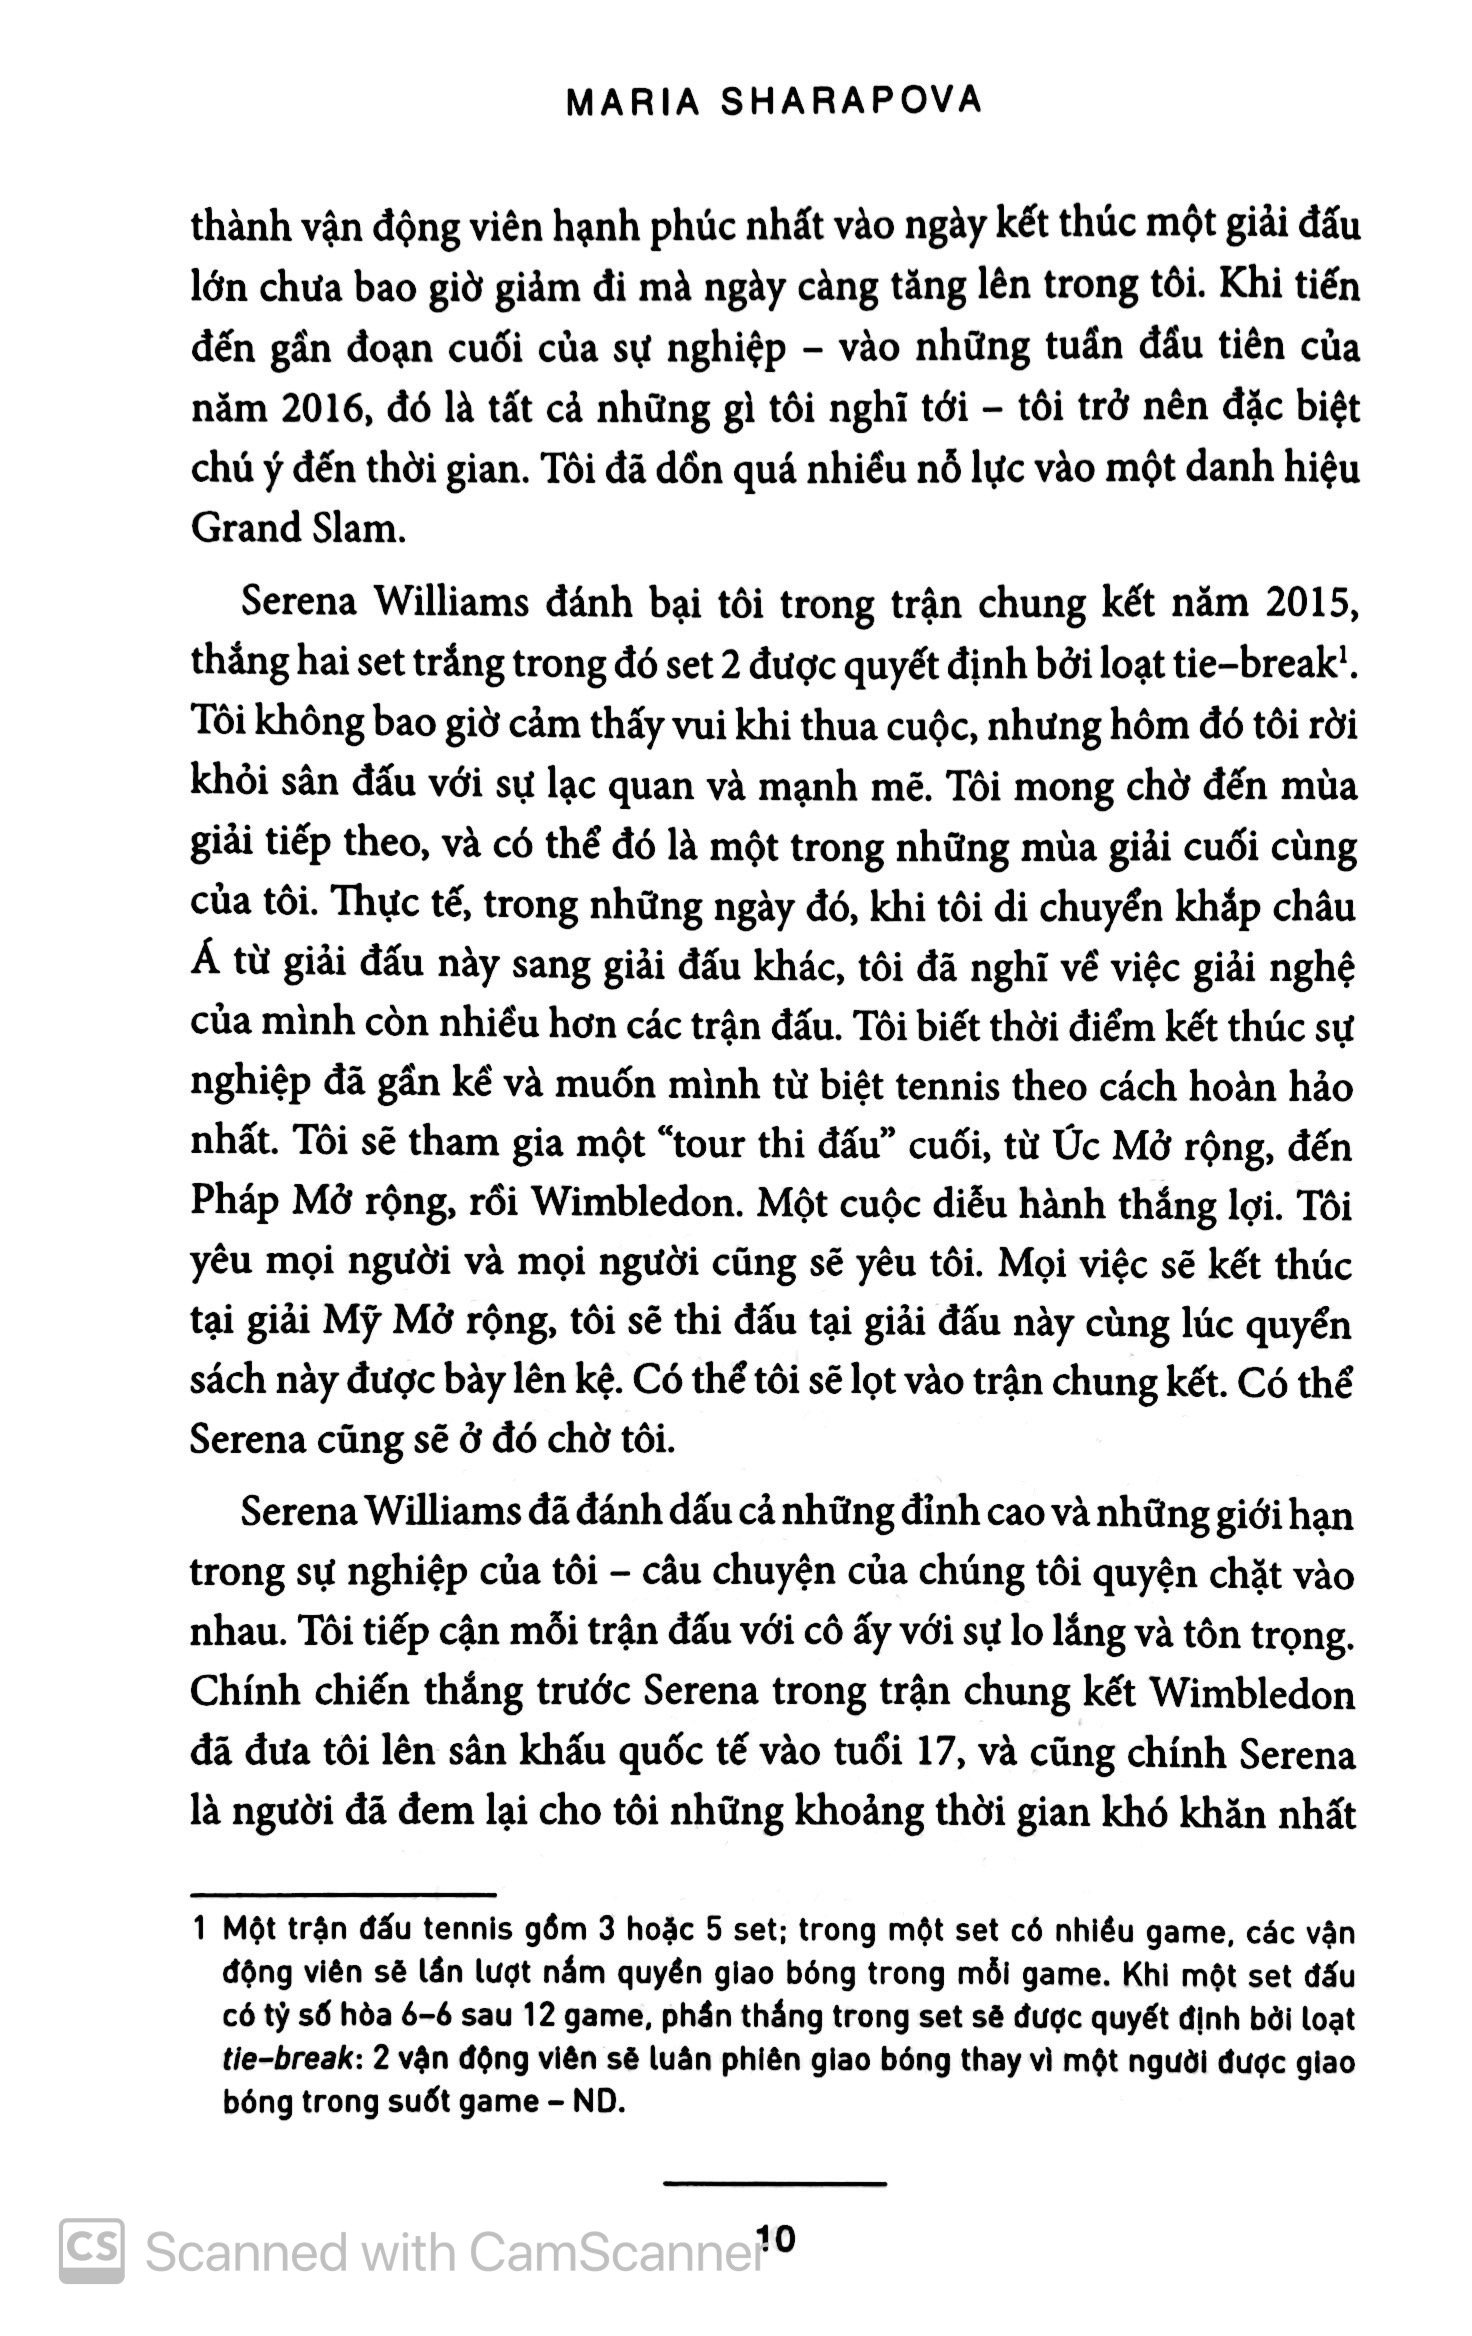 MARIA SHARAPOVA
thành vận động viên hạnh phúc nhất vào ngày kết thúc một giải đấu
lớn chưa bao giờ giảm đi mà ngày càng tăng lên trong tôi. Khi tiến
đến gần đoạn cuối của sự nghiệp – vào những tuần đầu tiên của
năm 2016, đó là tất cả những gì tôi nghĩ tới – tôi trở nên đặc biệt
chú ý đến thời gian. Tôi đã dồn quá nhiều nỗ lực vào một danh hiệu
Grand Slam.
Serena Williams đánh bại tôi trong trận chung kết năm 2015,
thắng hai set trắng trong đó set 2 được quyết định bởi loạt tie–break¹.
Tôi không bao giờ cảm thấy vui khi thua cuộc, nhưng hôm đó tôi rời
khỏi sân đấu với sự lạc quan và mạnh mẽ. Tôi mong chờ đến mùa
giải tiếp theo, và có thể đó là một trong những mùa giải cuối cùng
của tôi. Thực tế, trong những ngày đó, khi tôi di chuyển khắp châu
Á từ giải đấu này sang giải đấu khác, tôi đã nghĩ về việc giải nghệ
của mình còn nhiều hơn các trận đấu. Tôi biết thời điểm kết thúc sự
nghiệp đã gần kề và muốn mình từ biệt tennis theo cách hoàn hảo
nhất. Tôi sẽ tham gia một “tour thi đấu” cuối, từ Úc Mở rộng, đến
Pháp Mở rộng, rồi Wimbledon. Một cuộc diễu hành thắng lợi. Tôi
yêu mọi người và mọi người cũng sẽ yêu tôi. Mọi việc sẽ kết thúc
tại giải Mỹ Mở rộng, tôi sẽ thi đấu tại giải đấu này cùng lúc quyển
sách này được bày lên kệ. Có thể tôi sẽ lọt vào trận chung kết. Có thể
Serena cũng sẽ ở đó chờ tôi.
Serena Williams đã đánh dấu cả những đỉnh cao và những giới hạn
trong sự nghiệp của tôi – câu chuyện của chúng tôi quyện chặt vào
nhau. Tôi tiếp cận mỗi trận đấu với cô ấy với sự lo lắng và tôn trọng.
Chính chiến thắng trước Serena trong trận chung kết Wimbledon
đã đưa tôi lên sân khấu quốc tế vào tuổi 17, và cũng chính Serena
là người đã đem lại cho tôi những khoảng thời gian khó khăn nhất
1 Một trận đấu tennis gồm 3 hoặc 5 set; trong một set có nhiều game, các vận
động viên sẽ lần lượt nắm quyền giao bóng trong mỗi game. Khi một set đấu
có tỷ số hòa 6–6 sau 12 game, phần thắng trong set sẽ được quyết định bởi loạt
tie–break: 2 vận động viên sẽ luân phiên giao bóng thay vì một người được giao
bóng trong suốt game – ND.
10
CS Scanned with CamScanner